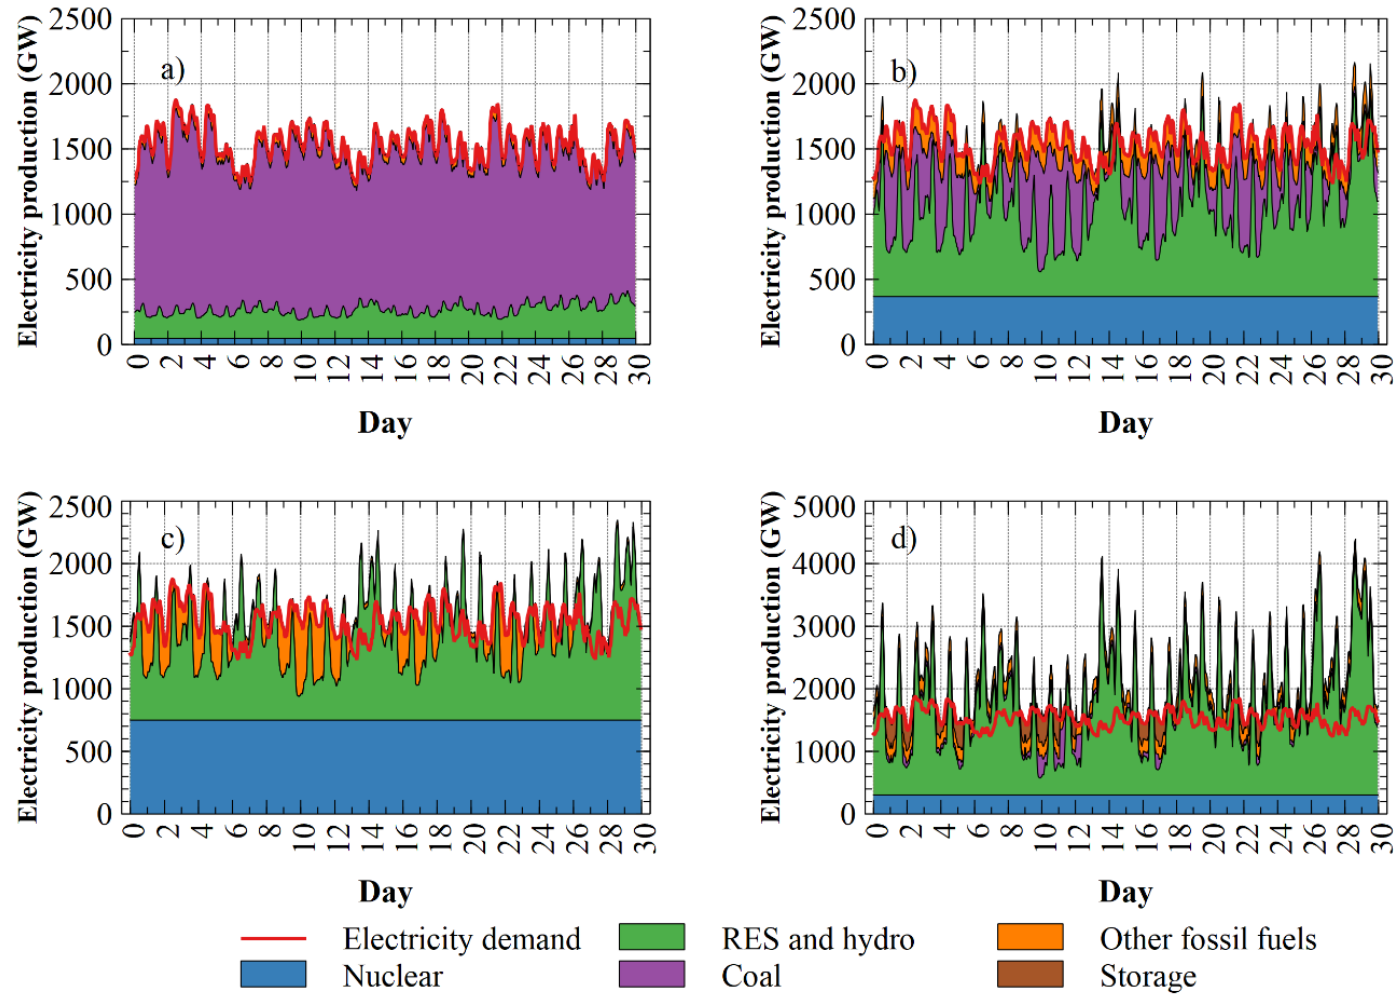 Electricity production (GW)
2500
2000
1500
1000
500
0
a)
0 2 4 6 8 10 12 14 16 18 20 22 24 26 28 30
Day
Electricity production (GW)
2500
2000
1500
1000
500
0
b)
0 2 4 6 8 10 12 14 16 18 20 22 24 26 28 30
Day
Electricity production (GW)
2500
2000
1500
1000
500
0
c)
0 2 4 6 8 10 12 14 16 18 20 22 24 26 28 30
Day
Electricity production (GW)
5000
4000
3000
2000
1000
0
d)
0 2 4 6 8 10 12 14 16 18 20 22 24 26 28 30
Day
Electricity demand RES and hydro Other fossil fuels
Nuclear Coal Storage